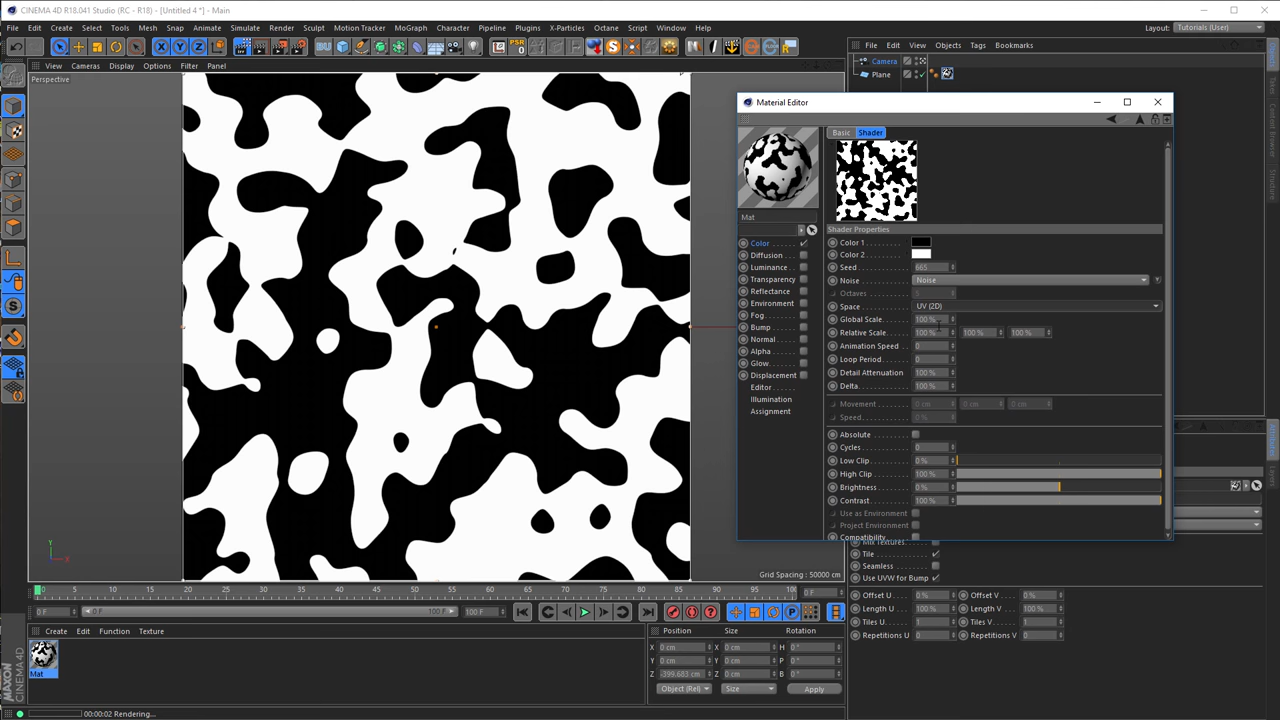 CINEMA 4D R18.041 Studio (RC - R18) - [Untitled 4 *] - Main
File Edit Create Select Tools Mesh Snap Animate Simulate Render Sculpt Motion Tracker MoGraph Character Pipeline Plugins X-Particles Octane Script Window Help
Layout: Tutorials (User)
PSR
0
File Edit View Objects Tags Bookmarks
View Cameras Display Options Filter Panel
Perspective
Camera
Plane
Material Editor
Basic Shader
Mat
Shader Properties
Color
Diffusion
Luminance
Transparency
Reflectance
Environment
Fog
Bump
Normal
Alpha
Glow
Displacement
Editor
Illumination
Assignment
Color 1
Color 2
Seed 665
Noise Noise
Octaves 5
Space UV (2D)
Global Scale 100 %
Relative Scale 100 % 100 % 100 %
Animation Speed 0
Loop Period 0
Detail Attenuation 100 %
Delta 100 %
Movement 0 cm 0 cm 0 cm
Speed 0 %
Absolute
Cycles 0
Low Clip 0 %
High Clip 100 %
Brightness 0 %
Contrast 100 %
Use as Environment
Project Environment
Compatibility
Mix Textures
Tile
Seamless
Use UVW for Bump
Offset U 0 % Offset V 0 %
Length U 100 % Length V 100 %
Tiles U 1 Tiles V 1
Repetitions U 0 Repetitions V 0
Y
X
Grid Spacing : 50000 cm
0 5 10 15 20 25 30 35 40 45 50 55 60 65 70 75 80 85 90 95 100
0 F
0 F 0 F 100 F 100 F
Create Edit Function Texture
Mat
Position Size Rotation
X 0 cm X 0 cm H 0 °
Y 0 cm Y 0 cm P 0 °
Z -399.683 cm Z 0 cm B 0 °
Object (Rel) Size Apply
MAXON
CINEMA 4D
00:00:02 Rendering...